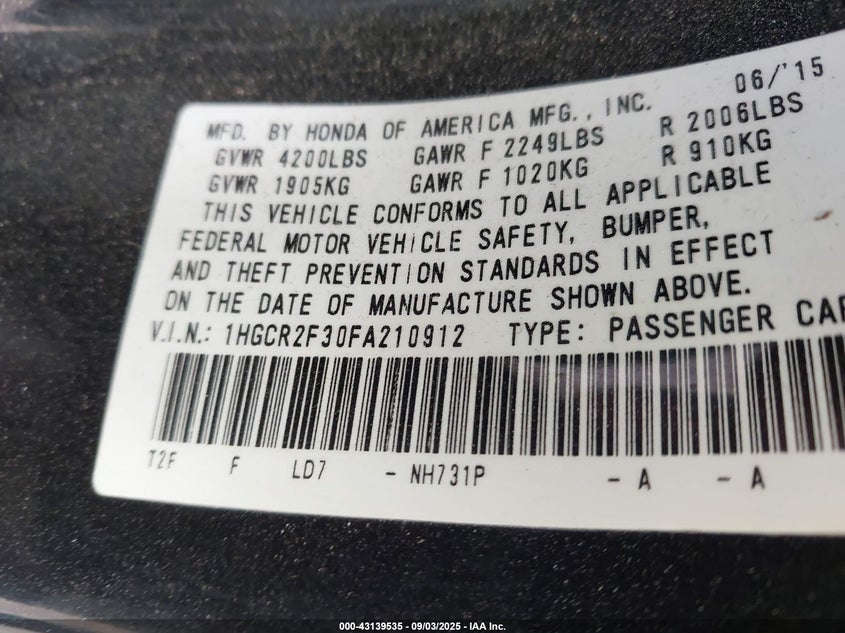 06/'15
MFD. BY HONDA OF AMERICA MFG., INC.
GVWR 4200LBS GAWR F 2249LBS R 2006LBS
GVWR 1905KG GAWR F 1020KG R 910KG
THIS VEHICLE CONFORMS TO ALL APPLICABLE
FEDERAL MOTOR VEHICLE SAFETY, BUMPER,
AND THEFT PREVENTION STANDARDS IN EFFECT
ON THE DATE OF MANUFACTURE SHOWN ABOVE.
V.I.N.: 1HGCR2F30FA210912 TYPE: PASSENGER CAR
T2F F LD7 - NH731P - A - A
000-43139535 - 09/03/2025 - IAA Inc.